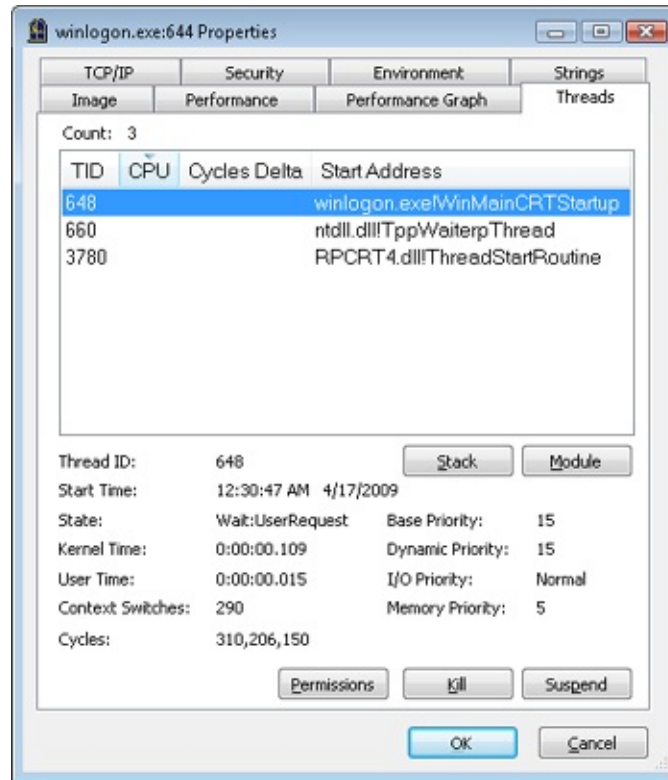 winlogon.exe:644 Properties
TCP/IP Security Environment Strings
Image Performance Performance Graph Threads
Count: 3
TID CPU Cycles Delta Start Address
648 winlogon.exe!WinMainCRTStartup
660 ntdll.dll!TppWaiterpThread
3780 RPCRT4.dll!ThreadStartRoutine
Thread ID: 648 Stack Module
Start Time: 12:30:47 AM 4/17/2009
State: Wait:UserRequest Base Priority: 15
Kernel Time: 0:00:00.109 Dynamic Priority: 15
User Time: 0:00:00.015 I/O Priority: Normal
Context Switches: 290 Memory Priority: 5
Cycles: 310,206,150
Permissions Kill Suspend
OK Cancel